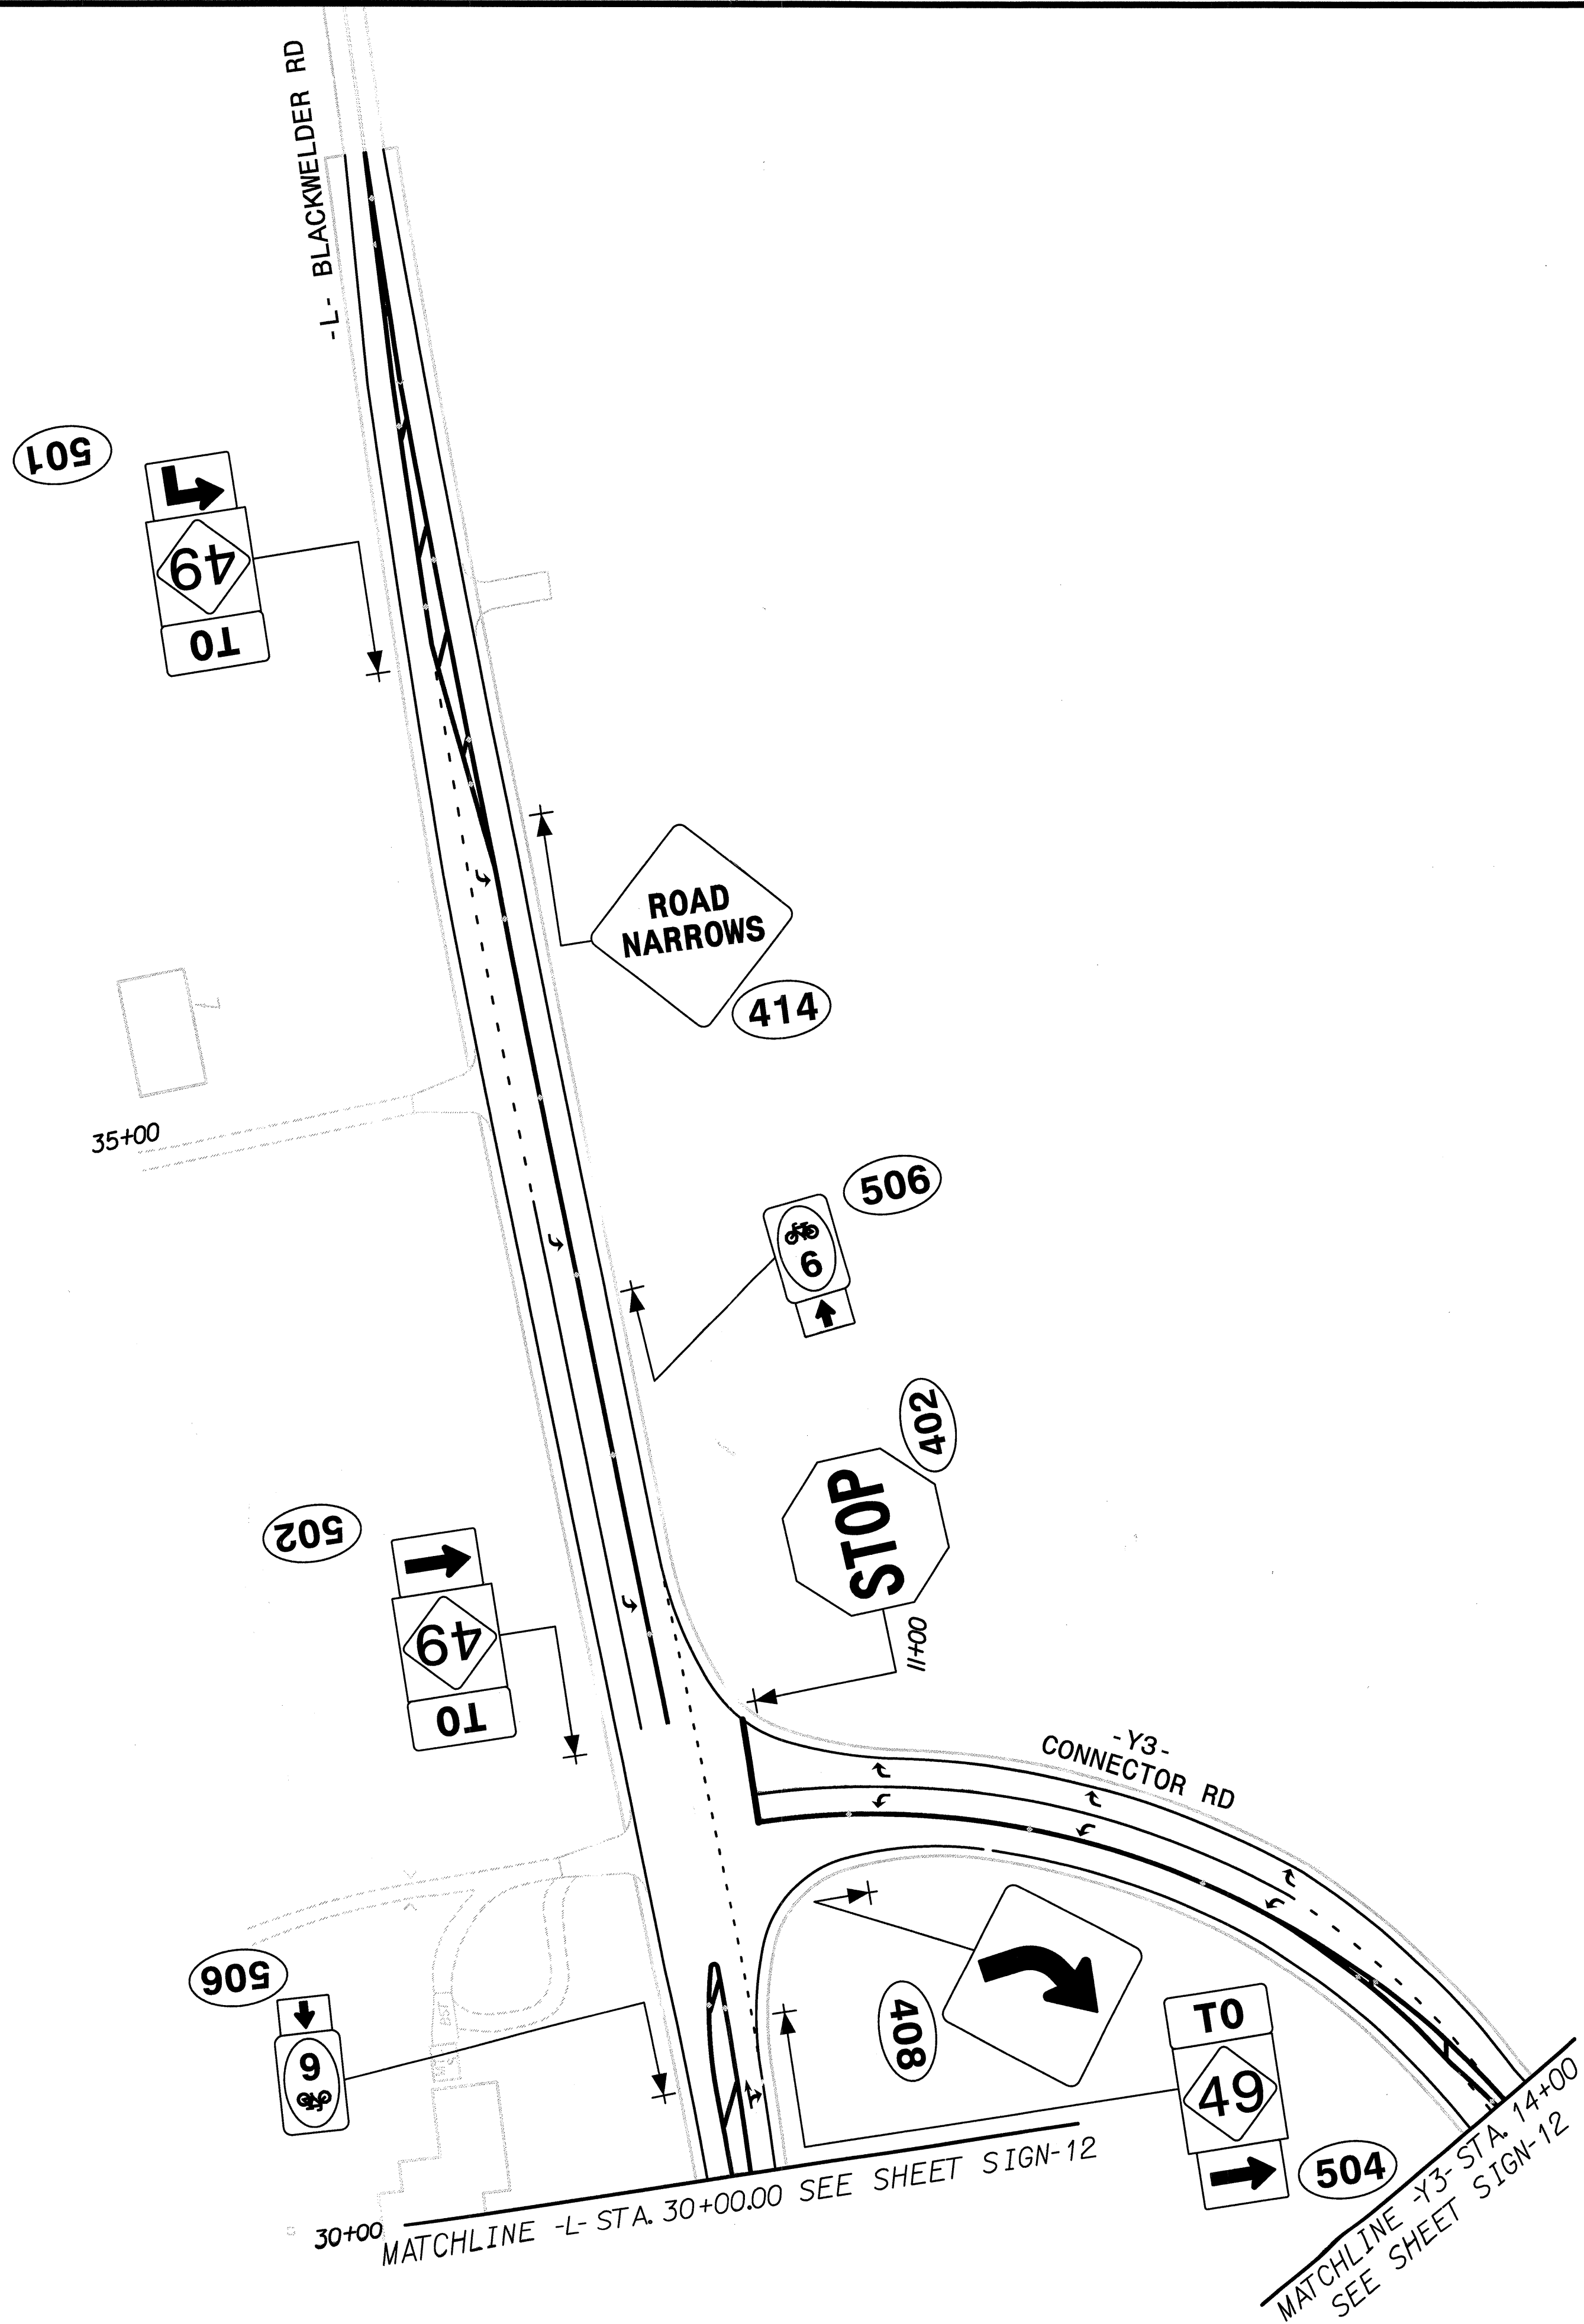 -L- BLACKWELDER RD
501
49
TO
ROAD
NARROWS
414
35+00
506
6
402
STOP
11+00
502
49
TO
-Y3-
CONNECTOR RD
506
6
408
TO
49
504
30+00
MATCHLINE -L- STA. 30+00.00 SEE SHEET SIGN-12
MATCHLINE -Y3- STA. 14+00
SEE SHEET SIGN-12